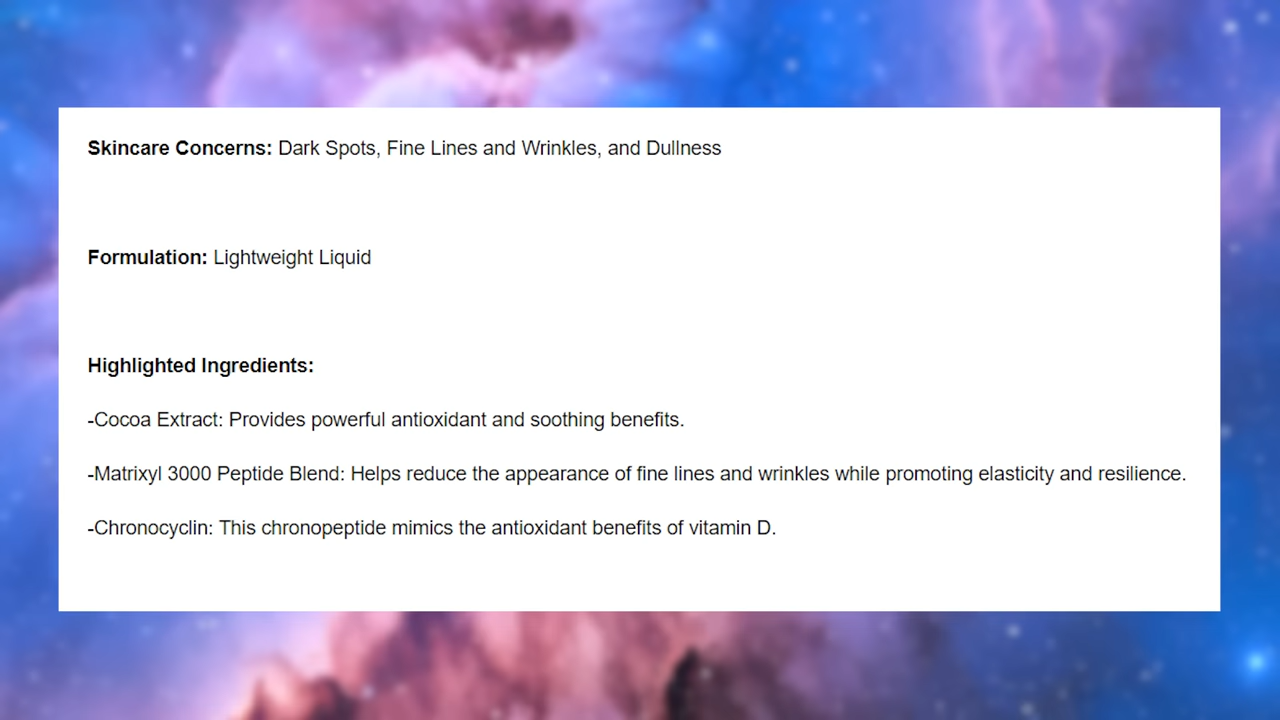 Skincare Concerns: Dark Spots, Fine Lines and Wrinkles, and Dullness
Formulation: Lightweight Liquid
Highlighted Ingredients:
-Cocoa Extract: Provides powerful antioxidant and soothing benefits.
-Matrixyl 3000 Peptide Blend: Helps reduce the appearance of fine lines and wrinkles while promoting elasticity and resilience.
-Chronocyclin: This chronopeptide mimics the antioxidant benefits of vitamin D.